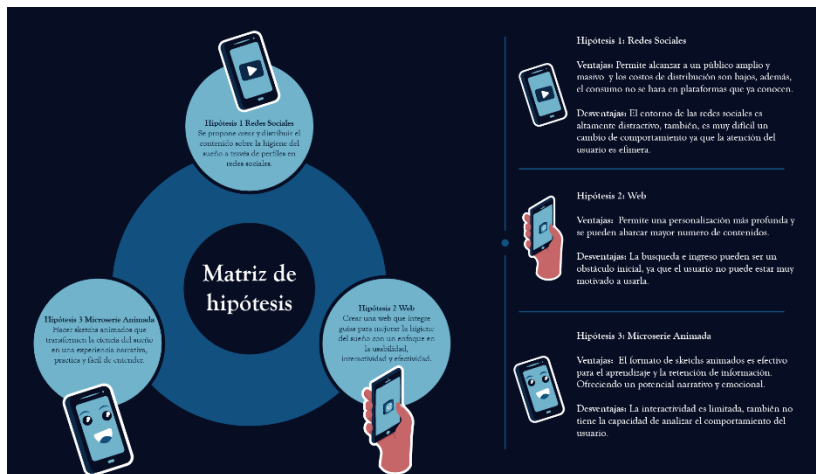 Hipótesis 1 Redes Sociales
Se propone crear y distribuir el
contenido sobre la higiene del
sueño a través de perfiles en
redes sociales.
Matriz de
hipótesis
Hipótesis 3 Microserie Animada
Hacer sketchs animados que
transformen la ciencia del sueño
en una experiencia narrativa,
practica y fácil de entender.
Hipótesis 2 Web
Crear una web que integre
guías para mejorar la higiene
del sueño con un enfoque en
la usabilidad,
interactividad y efectividad.
Hipótesis 1: Redes Sociales
Ventajas: Permite alcanzar a un público amplio y
masivo y los costos de distribución son bajos, además,
el consumo no se hara en plataformas que ya conocen.
Desventajas: El entorno de las redes sociales es
altamente distractivo, también, es muy difícil un
cambio de comportamiento ya que la atención del
usuario es efímera.
Hipótesis 2: Web
Ventajas: Permite una personalización más profunda y
se pueden abarcar mayor numero de contenidos.
Desventajas: La busqueda e ingreso pueden ser un
obstáculo inicial, ya que el usuario no puede estar muy
motivado a usarla.
Hipótesis 3: Microserie Animada
Ventajas: El formato de sketchs animados es efectivo
para el aprendizaje y la retención de información.
Ofreciendo un potencial narrativo y emocional.
Desventajas: La interactividad es limitada, también no
tiene la capacidad de analizar el comportamiento del
usuario.